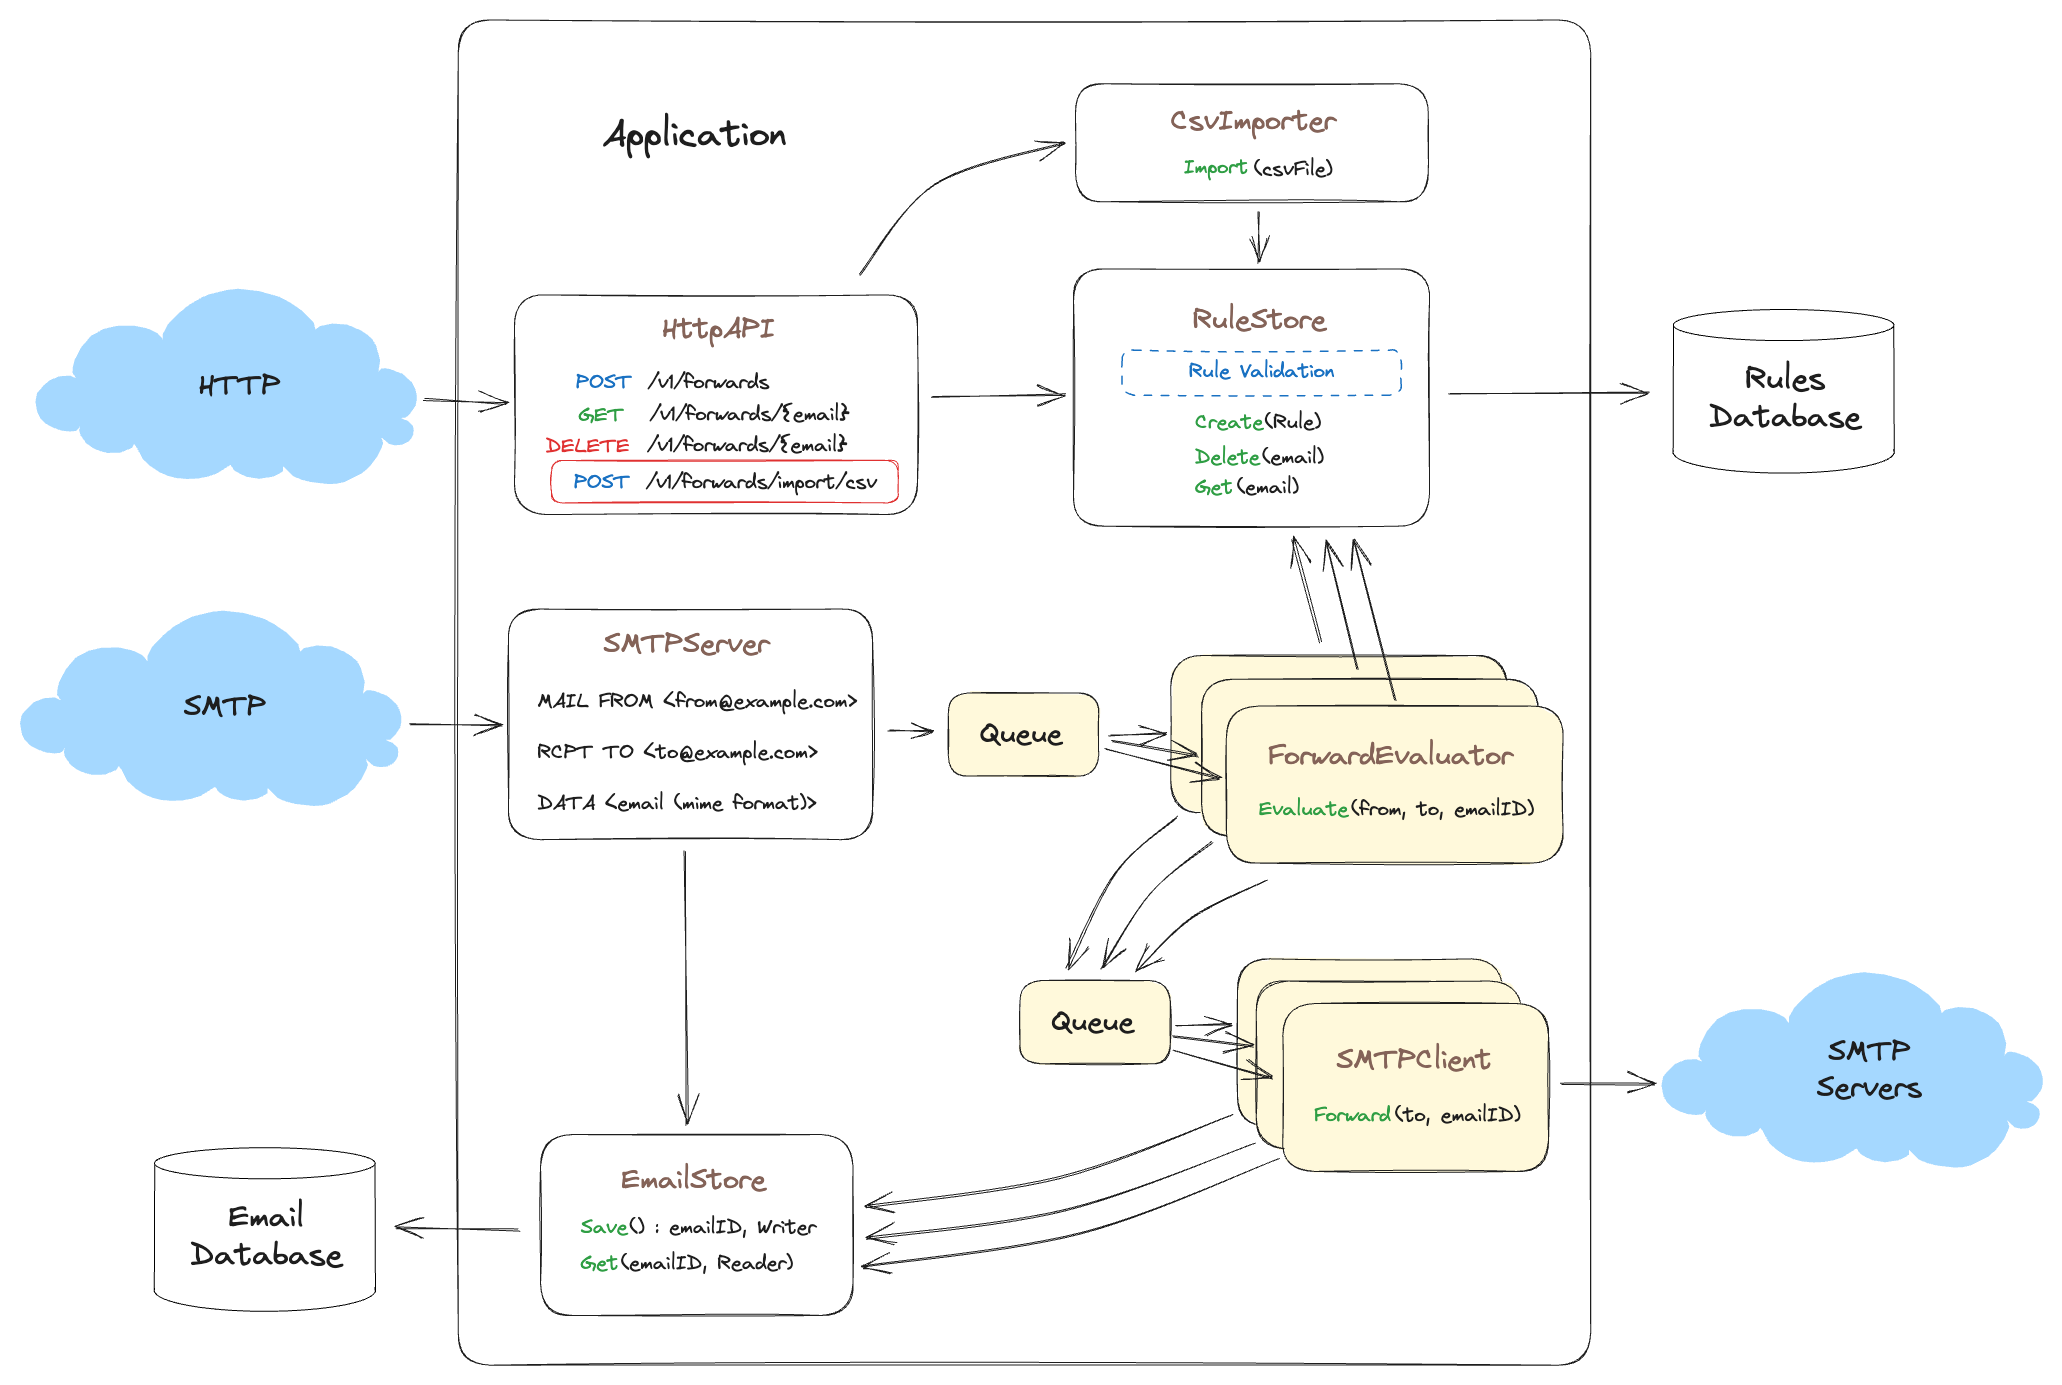 Application
CsvImporter
Import(csvFile)
HTTP
HttpAPI
POST /v1/forwards
GET /v1/forwards/{email}
DELETE /v1/forwards/{email}
POST /v1/forwards/import/csv
RuleStore
Rule Validation
Create(Rule)
Delete(email)
Get(email)
Rules
Database
SMTP
SMTPServer
MAIL FROM <from@example.com>
RCPT TO <to@example.com>
DATA <email (mime format)>
Queue
ForwardEvaluator
Evaluate(from, to, emailID)
Queue
SMTPClient
Forward(to, emailID)
SMTP
Servers
EmailStore
Save() : emailID, Writer
Get(emailID, Reader)
Email
Database